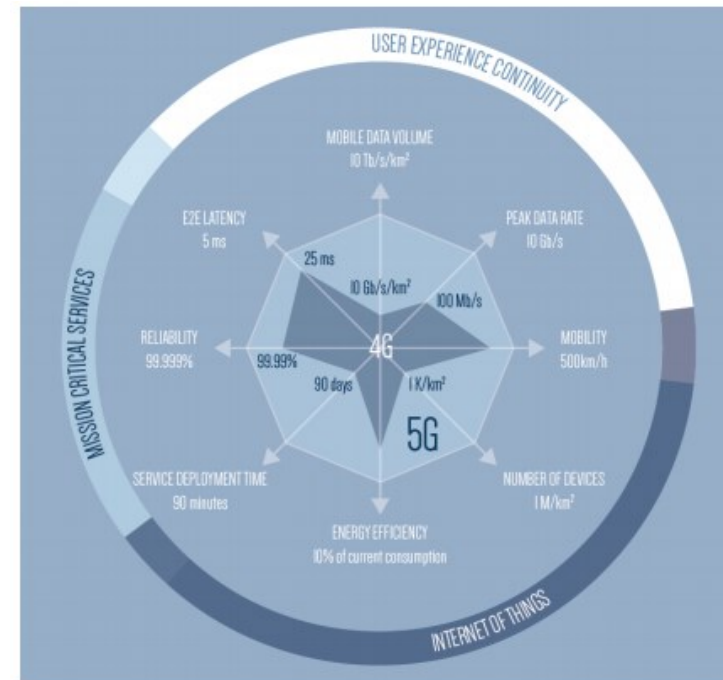 USER EXPERIENCE CONTINUITY
MOBILE DATA VOLUME
10 Tb/s/km²
E2E LATENCY
5 ms
PEAK DATA RATE
10 Gb/s
25 ms
10 Gb/s/km²
100 Mb/s
RELIABILITY
99.999%
4G
MOBILITY
500km/h
99.99%
90 days
1 K/km²
5G
MISSION CRITICAL SERVICES
SERVICE DEPLOYMENT TIME
90 minutes
NUMBER OF DEVICES
1 M/km²
ENERGY EFFICIENCY
10% of current consumption
INTERNET OF THINGS